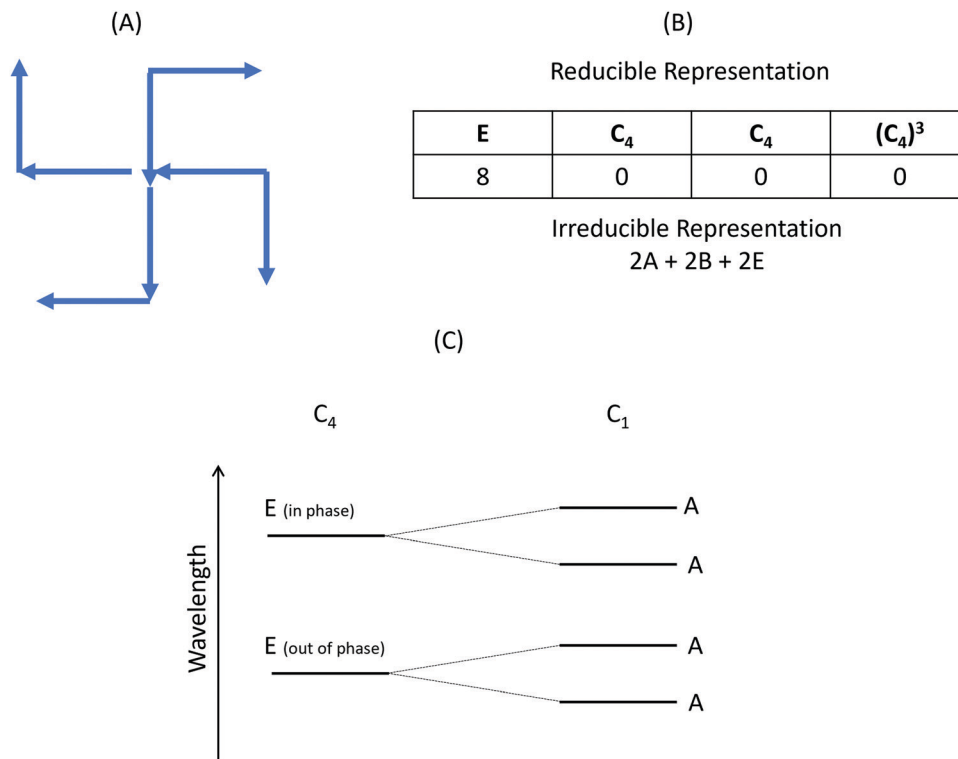 (A)
(B)
Reducible Representation
E C₄ C₄ (C₄)³
8 0 0 0
Irreducible Representation
2A + 2B + 2E
(C)
C₄ C₁
Wavelength
E (in phase) A
A
E (out of phase) A
A